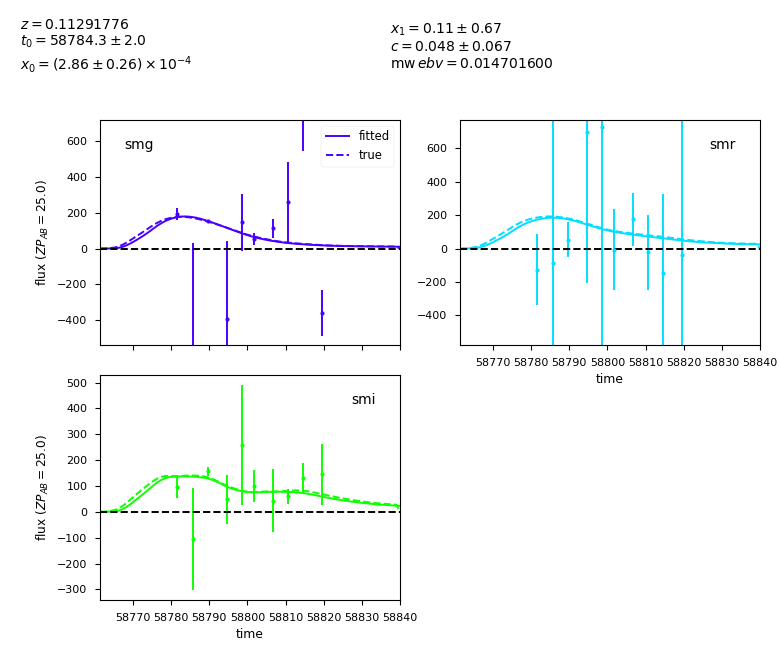 z = 0.11291776
t₀ = 58784.3 ± 2.0
x₀ = (2.86 ± 0.26) × 10⁻⁴
x₁ = 0.11 ± 0.67
c = 0.048 ± 0.067
mw ebv = 0.014701600
smg
fitted
true
600
400
200
0
−200
−400
flux (ZP_AB = 25.0)
smr
600
400
200
0
−200
−400
58770 58780 58790 58800 58810 58820 58830 58840
time
smi
500
400
300
200
100
0
−100
−200
−300
flux (ZP_AB = 25.0)
58770 58780 58790 58800 58810 58820 58830 58840
time